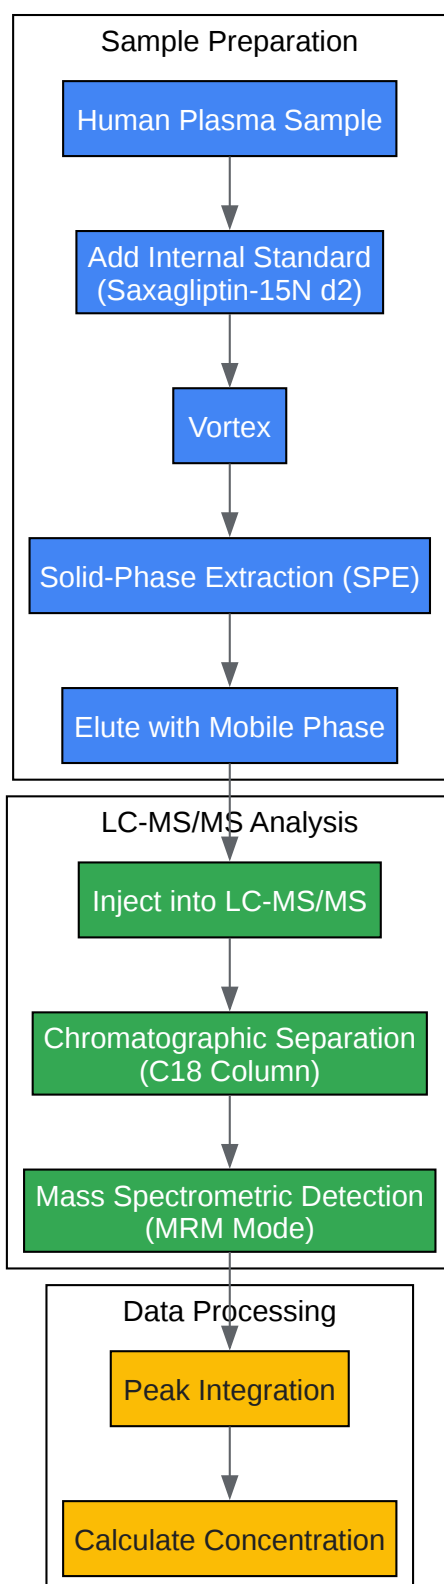 Sample Preparation
Human Plasma Sample
Add Internal Standard
(Saxagliptin-15N d2)
Vortex
Solid-Phase Extraction (SPE)
Elute with Mobile Phase
LC-MS/MS Analysis
Inject into LC-MS/MS
Chromatographic Separation
(C18 Column)
Mass Spectrometric Detection
(MRM Mode)
Data Processing
Peak Integration
Calculate Concentration